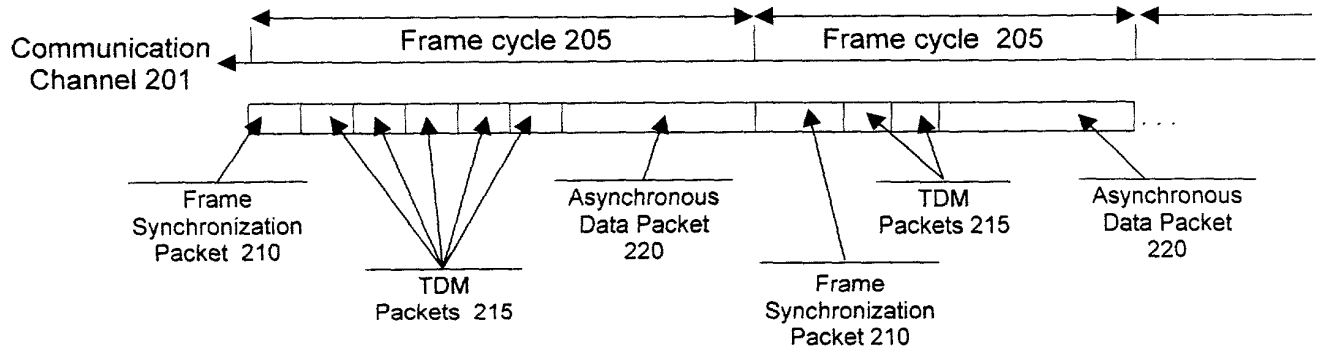 Communication
Channel 201
Frame cycle 205
Frame cycle 205
. . .
Frame
Synchronization
Packet 210
TDM
Packets 215
Asynchronous
Data Packet
220
Frame
Synchronization
Packet 210
TDM
Packets 215
Asynchronous
Data Packet
220